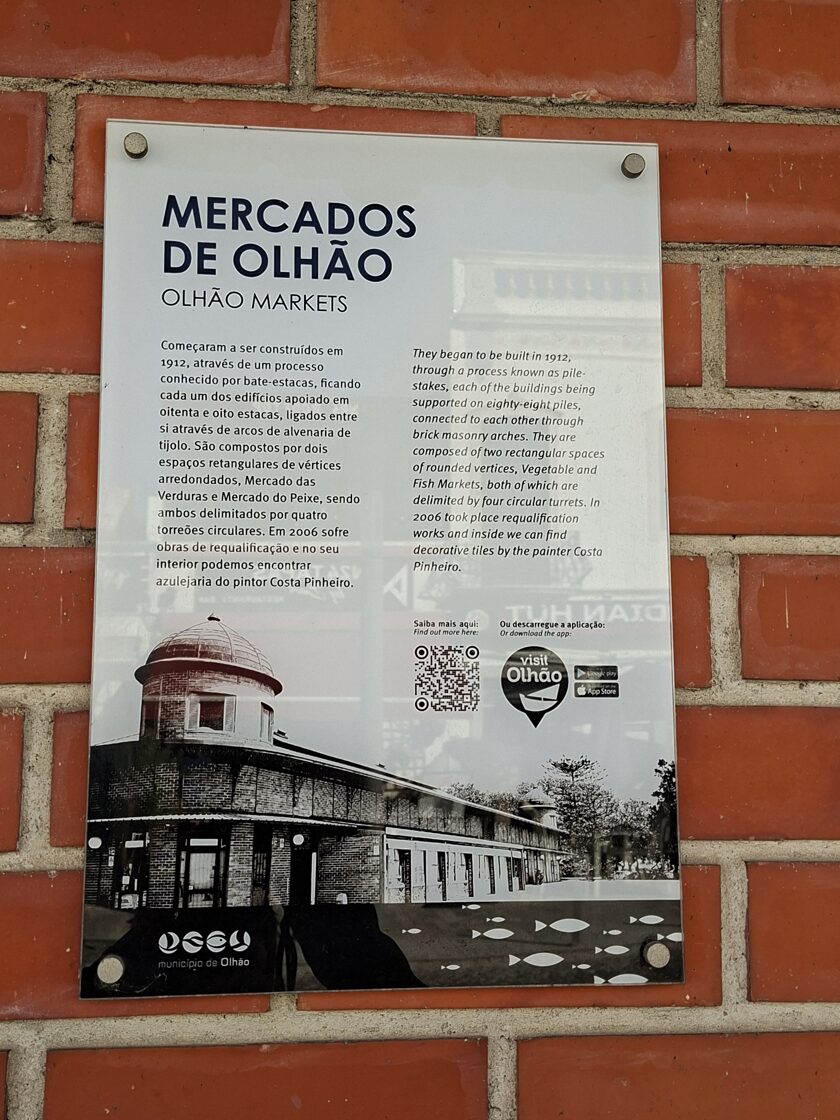 MERCADOS
DE OLHÃO
OLHÃO MARKETS
Começaram a ser construídos em
1912, através de um processo
conhecido por bate-estacas, ficando
cada um dos edifícios apoiado em
oitenta e oito estacas, ligados entre
si através de arcos de alvenaria de
tijolo. São compostos por dois
espaços retangulares de vértices
arredondados, Mercado das
Verduras e Mercado do Peixe, sendo
ambos delimitados por quatro
torreões circulares. Em 2006 sofre
obras de requalificação e no seu
interior podemos encontrar
azulejaria do pintor Costa Pinheiro.
They began to be built in 1912,
through a process known as pile-
stakes, each of the buildings being
supported on eighty-eight piles,
connected to each other through
brick masonry arches. They are
composed of two rectangular spaces
of rounded vertices, Vegetable and
Fish Markets, both of which are
delimited by four circular turrets. In
2006 took place requalification
works and inside we can find
decorative tiles by the painter Costa
Pinheiro.
Saiba mais aqui:
Find out more here:
Ou descarregue a aplicação:
Or download the app:
visit
Olhão
Google play
App Store
município de Olhão